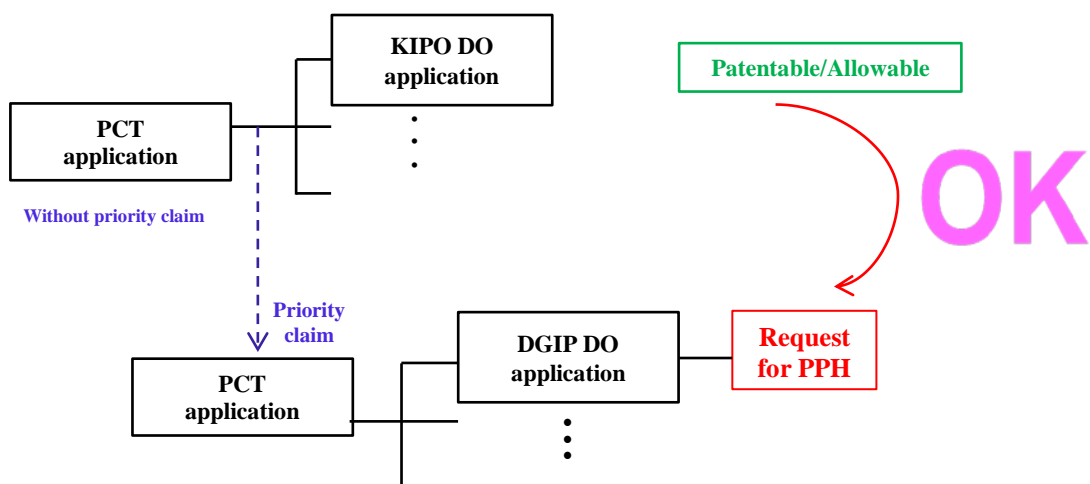 KIPO DO
application
Patentable/Allowable
PCT
application
OK
Without priority claim
Priority
claim
DGIP DO
application
Request
for PPH
PCT
application